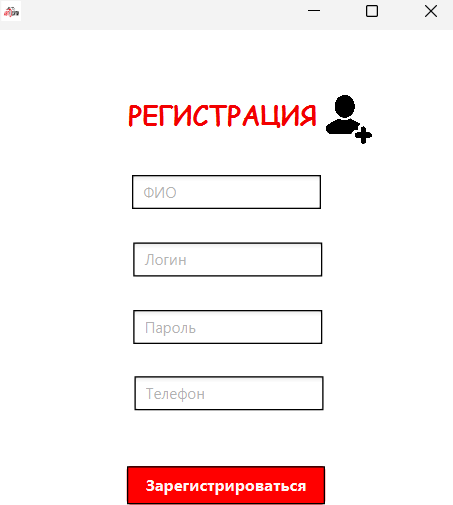 РЕГИСТРАЦИЯ
ФИО
Логин
Пароль
Телефон
Зарегистрироваться